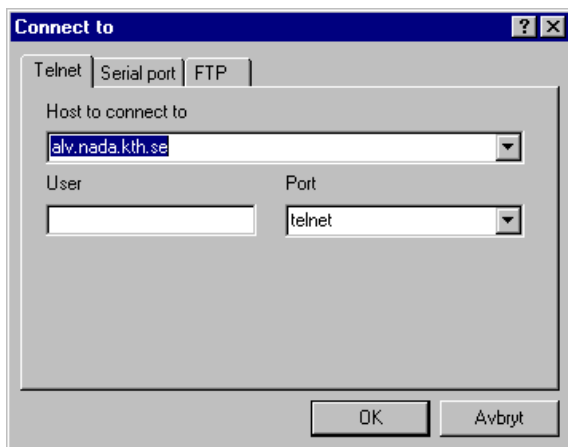 Connect to
Telnet Serial port FTP
Host to connect to
alv.nada.kth.se
User Port
telnet
OK Avbryt